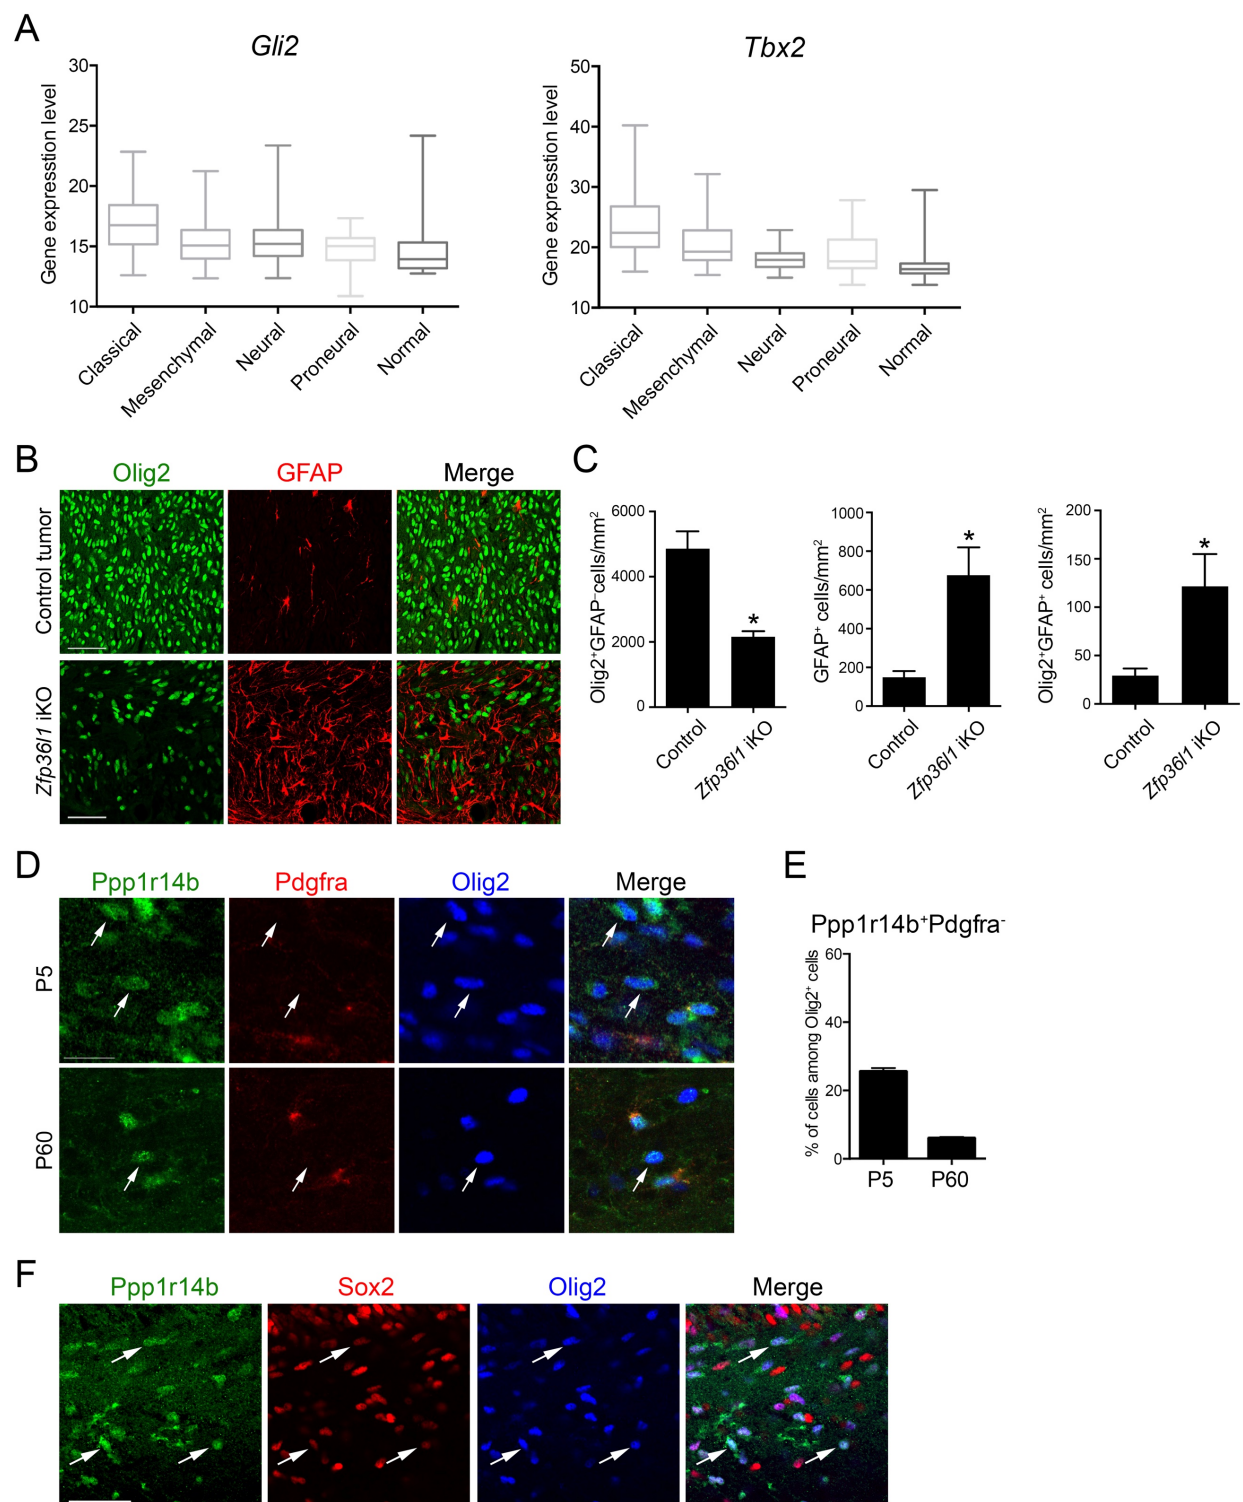 A
Gli2
Tbx2
Gene expresstion level
30
25
20
15
10
Classical
Mesenchymal
Neural
Proneural
Normal
Gene expression level
50
40
30
20
10
Classical
Mesenchymal
Neural
Proneural
Normal
B
Olig2
GFAP
Merge
Control tumor
Zfp36l1 iKO
C
Olig2⁺GFAP⁻cells/mm²
6000
4000
2000
0
*
Control
Zfp36l1 iKO
GFAP⁺ cells/mm²
1000
800
600
400
200
0
*
Control
Zfp36l1 iKO
Olig2⁺GFAP⁺ cells/mm²
200
150
100
50
0
*
Control
Zfp36l1 iKO
D
Ppp1r14b
Pdgfra
Olig2
Merge
P5
P60
E
Ppp1r14b⁺Pdgfra⁻
% of cells among Olig2⁺ cells
60
40
20
0
P5
P60
F
Ppp1r14b
Sox2
Olig2
Merge